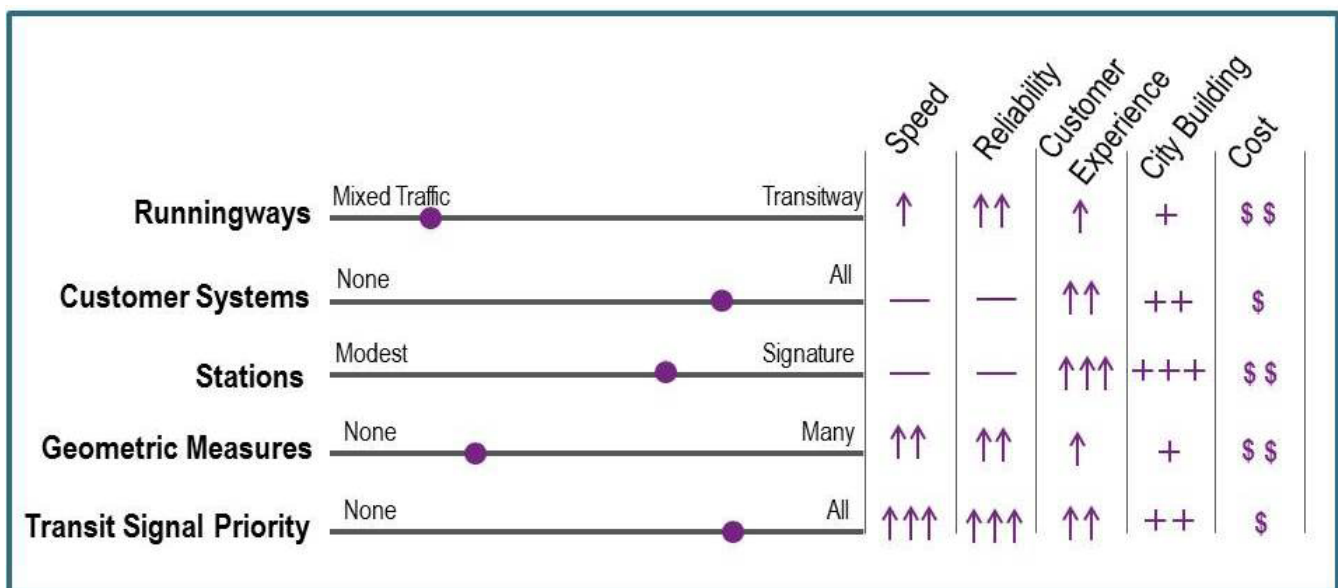 Speed
Reliability
Customer
Experience
City Building
Cost
Runningways
Mixed Traffic
Transitway
↑ ↑↑ ↑ + $ $
Customer Systems
None
All
— — ↑↑ ++ $
Stations
Modest
Signature
— — ↑↑↑ +++ $ $
Geometric Measures
None
Many
↑↑ ↑↑ ↑ + $ $
Transit Signal Priority
None
All
↑↑↑ ↑↑↑ ↑↑ ++ $